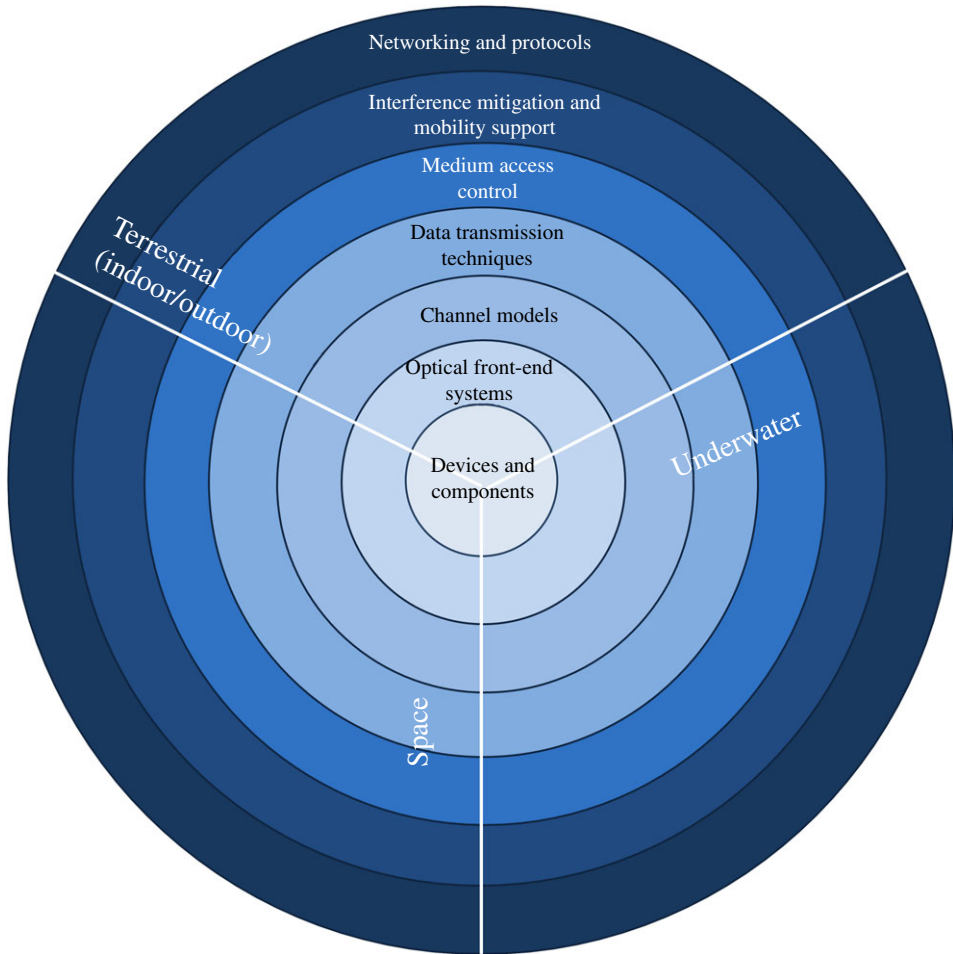 Networking and protocols
Interference mitigation and
mobility support
Medium access
control
Data transmission
techniques
Channel models
Optical front-end
systems
Devices and
components
Terrestrial
(indoor/outdoor)
Underwater
Space